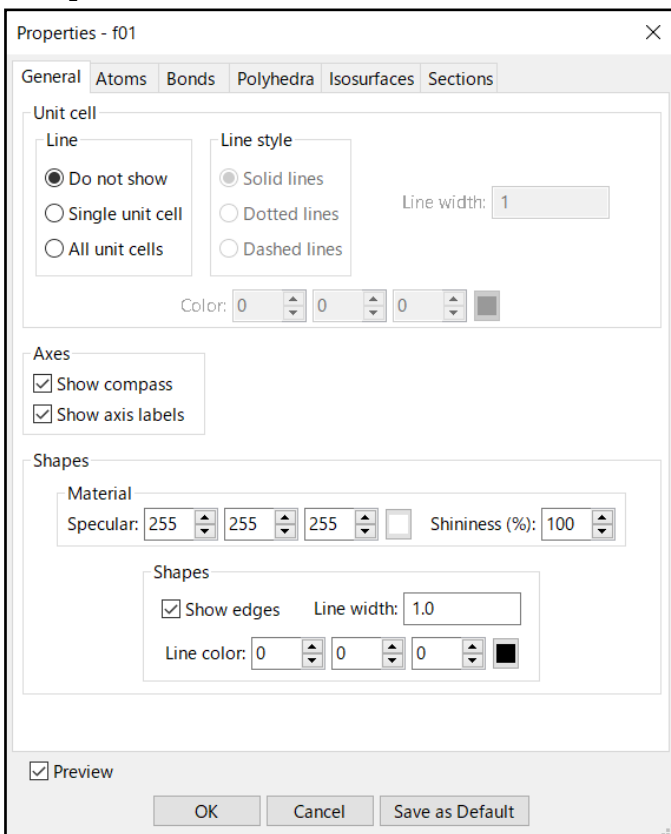 Properties - f01
General Atoms Bonds Polyhedra Isosurfaces Sections
Unit cell
Line
Line style
Do not show
Solid lines
Line width: 1
Single unit cell
Dotted lines
All unit cells
Dashed lines
Color: 0 0 0
Axes
Show compass
Show axis labels
Shapes
Material
Specular: 255 255 255 Shininess (%): 100
Shapes
Show edges Line width: 1.0
Line color: 0 0 0
Preview
OK Cancel Save as Default